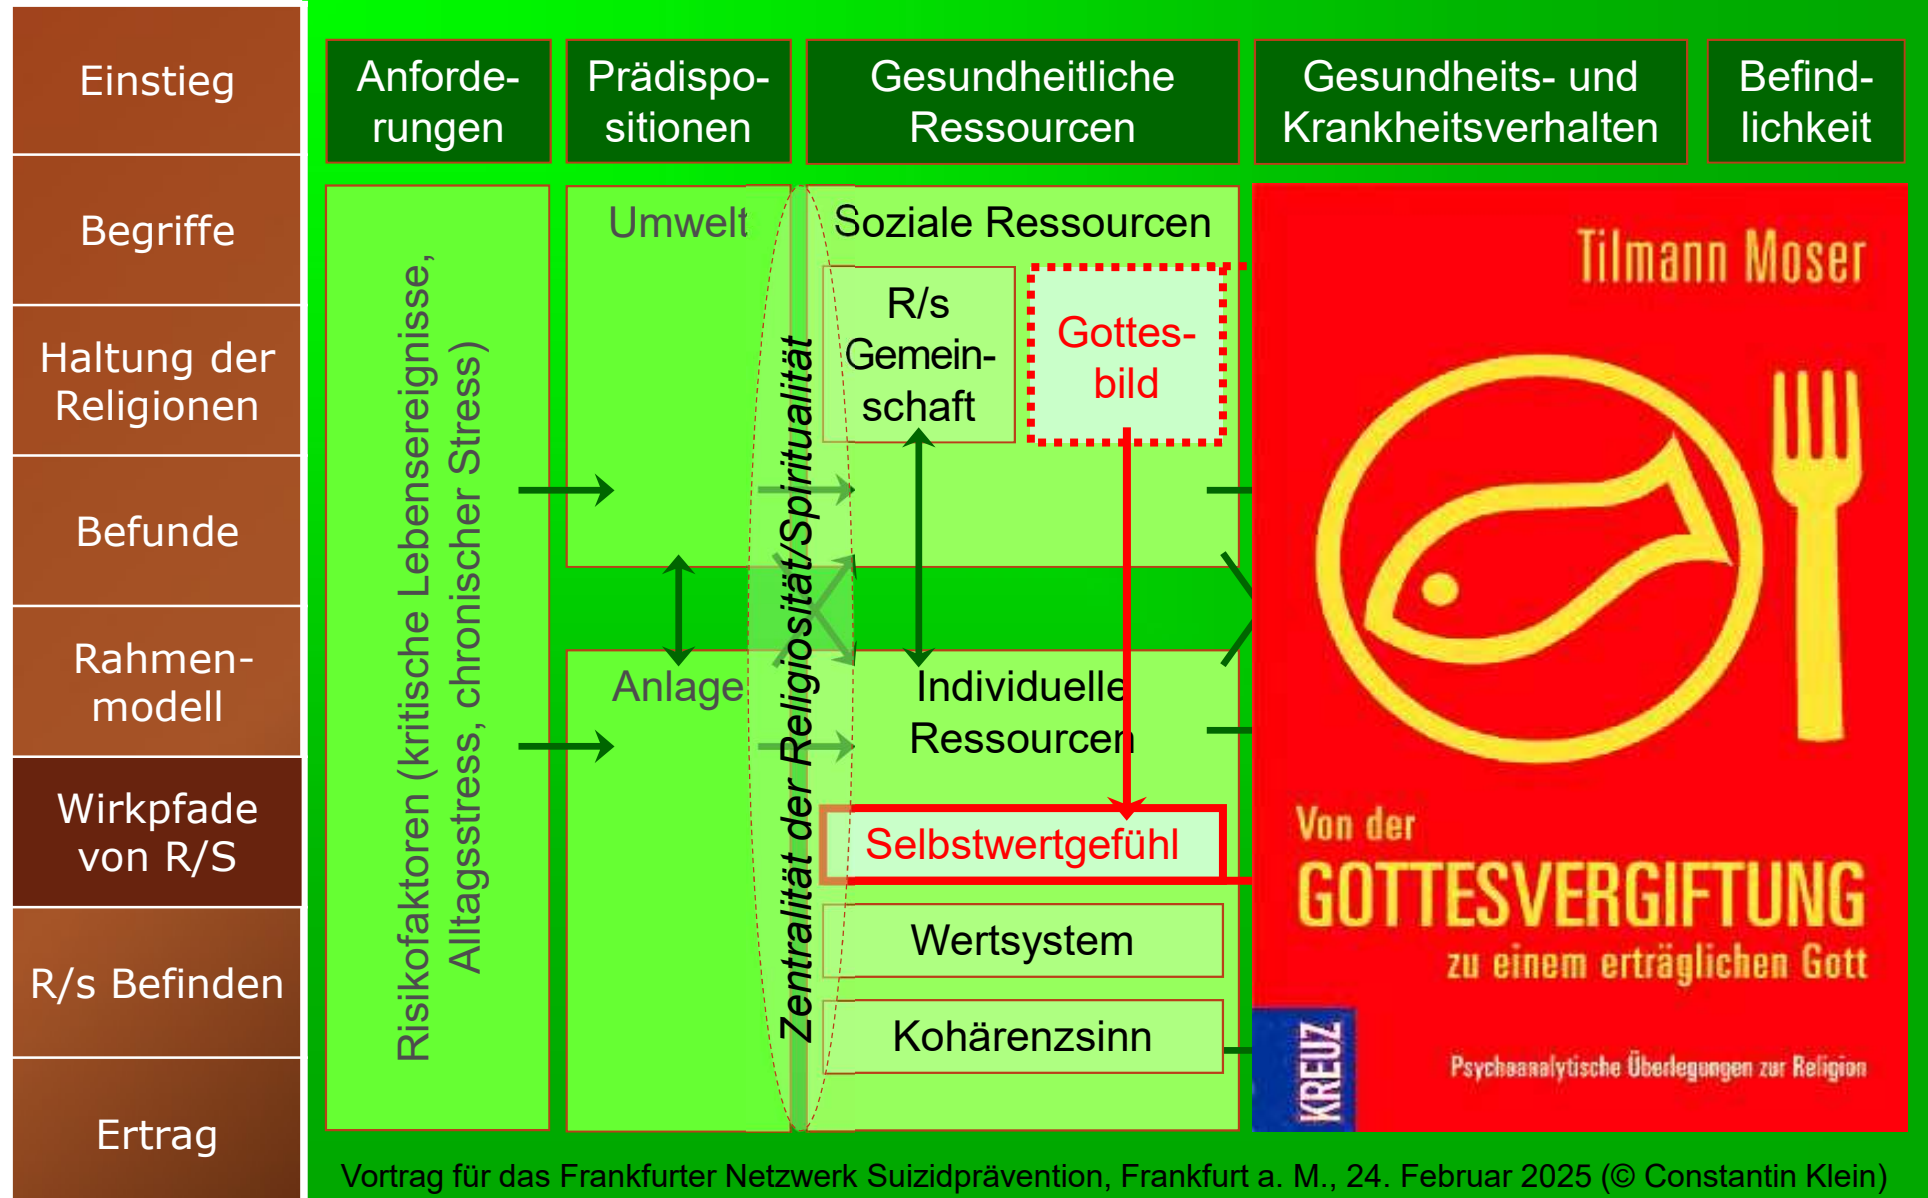 Einstieg
Begriffe
Haltung der
Religionen
Befunde
Rahmen-
modell
Wirkpfade
von R/S
R/s Befinden
Ertrag
Anforde-
rungen
Prädispo-
sitionen
Gesundheitliche
Ressourcen
Gesundheits- und
Krankheitsverhalten
Befind-
lichkeit
Risikofaktoren (kritische Lebensereignisse,
Alltagsstress, chronischer Stress)
Umwelt
Anlage
Zentralität der Religiosität/Spiritualität
Soziale Ressourcen
R/s
Gemein-
schaft
Gottes-
bild
Individuelle
Ressourcen
Selbstwertgefühl
Wertsystem
Kohärenzsinn
Tilmann Moser
Von der
GOTTESVERGIFTUNG
zu einem erträglichen Gott
KREUZ
Psychoanalytische Überlegungen zur Religion
Vortrag für das Frankfurter Netzwerk Suizidprävention, Frankfurt a. M., 24. Februar 2025 (© Constantin Klein)